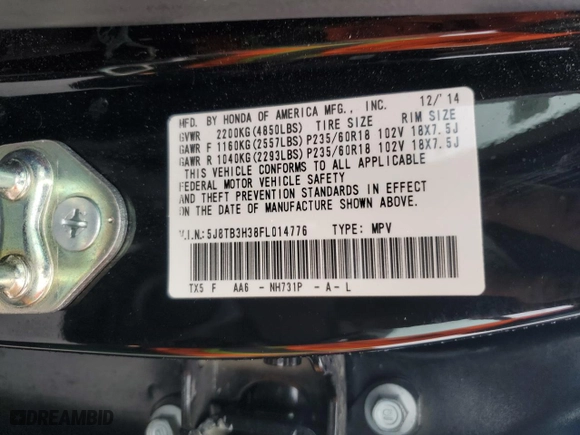 MFD. BY HONDA OF AMERICA MFG., INC. 12/'14
GVWR 2200KG(4850LBS) TIRE SIZE RIM SIZE
GAWR F 1160KG(2557LBS)P235/60R18 102V 18X7.5J
GAWR R 1040KG(2293LBS)P235/60R18 102V 18X7.5J
THIS VEHICLE CONFORMS TO ALL APPLICABLE
FEDERAL MOTOR VEHICLE SAFETY
AND THEFT PREVENTION STANDARDS IN EFFECT
ON THE DATE OF MANUFACTURE SHOWN ABOVE.
V.I.N.:5J8TB3H38FL014776 TYPE: MPV
TX5 F AA6 - NH731P - A - L
DREAMBID